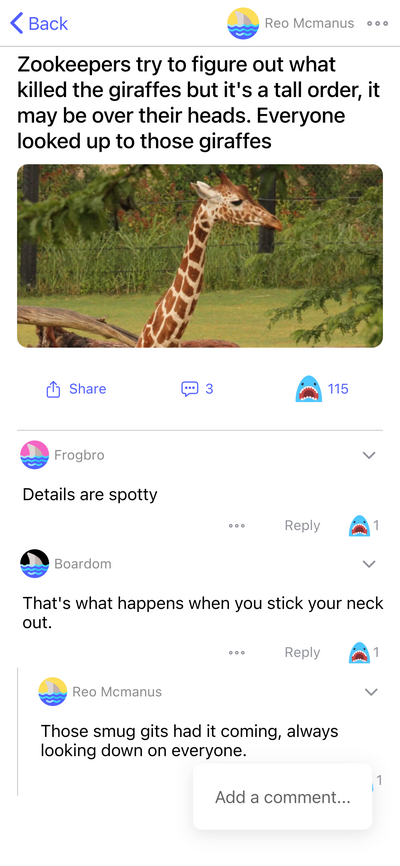 Back
Reo Mcmanus
Zookeepers try to figure out what
killed the giraffes but it's a tall order, it
may be over their heads. Everyone
looked up to those giraffes
Share
3
115
Frogbro
Details are spotty
Reply
1
Boardom
That's what happens when you stick your neck
out.
Reply
1
Reo Mcmanus
Those smug gits had it coming, always
looking down on everyone.
1
Add a comment...